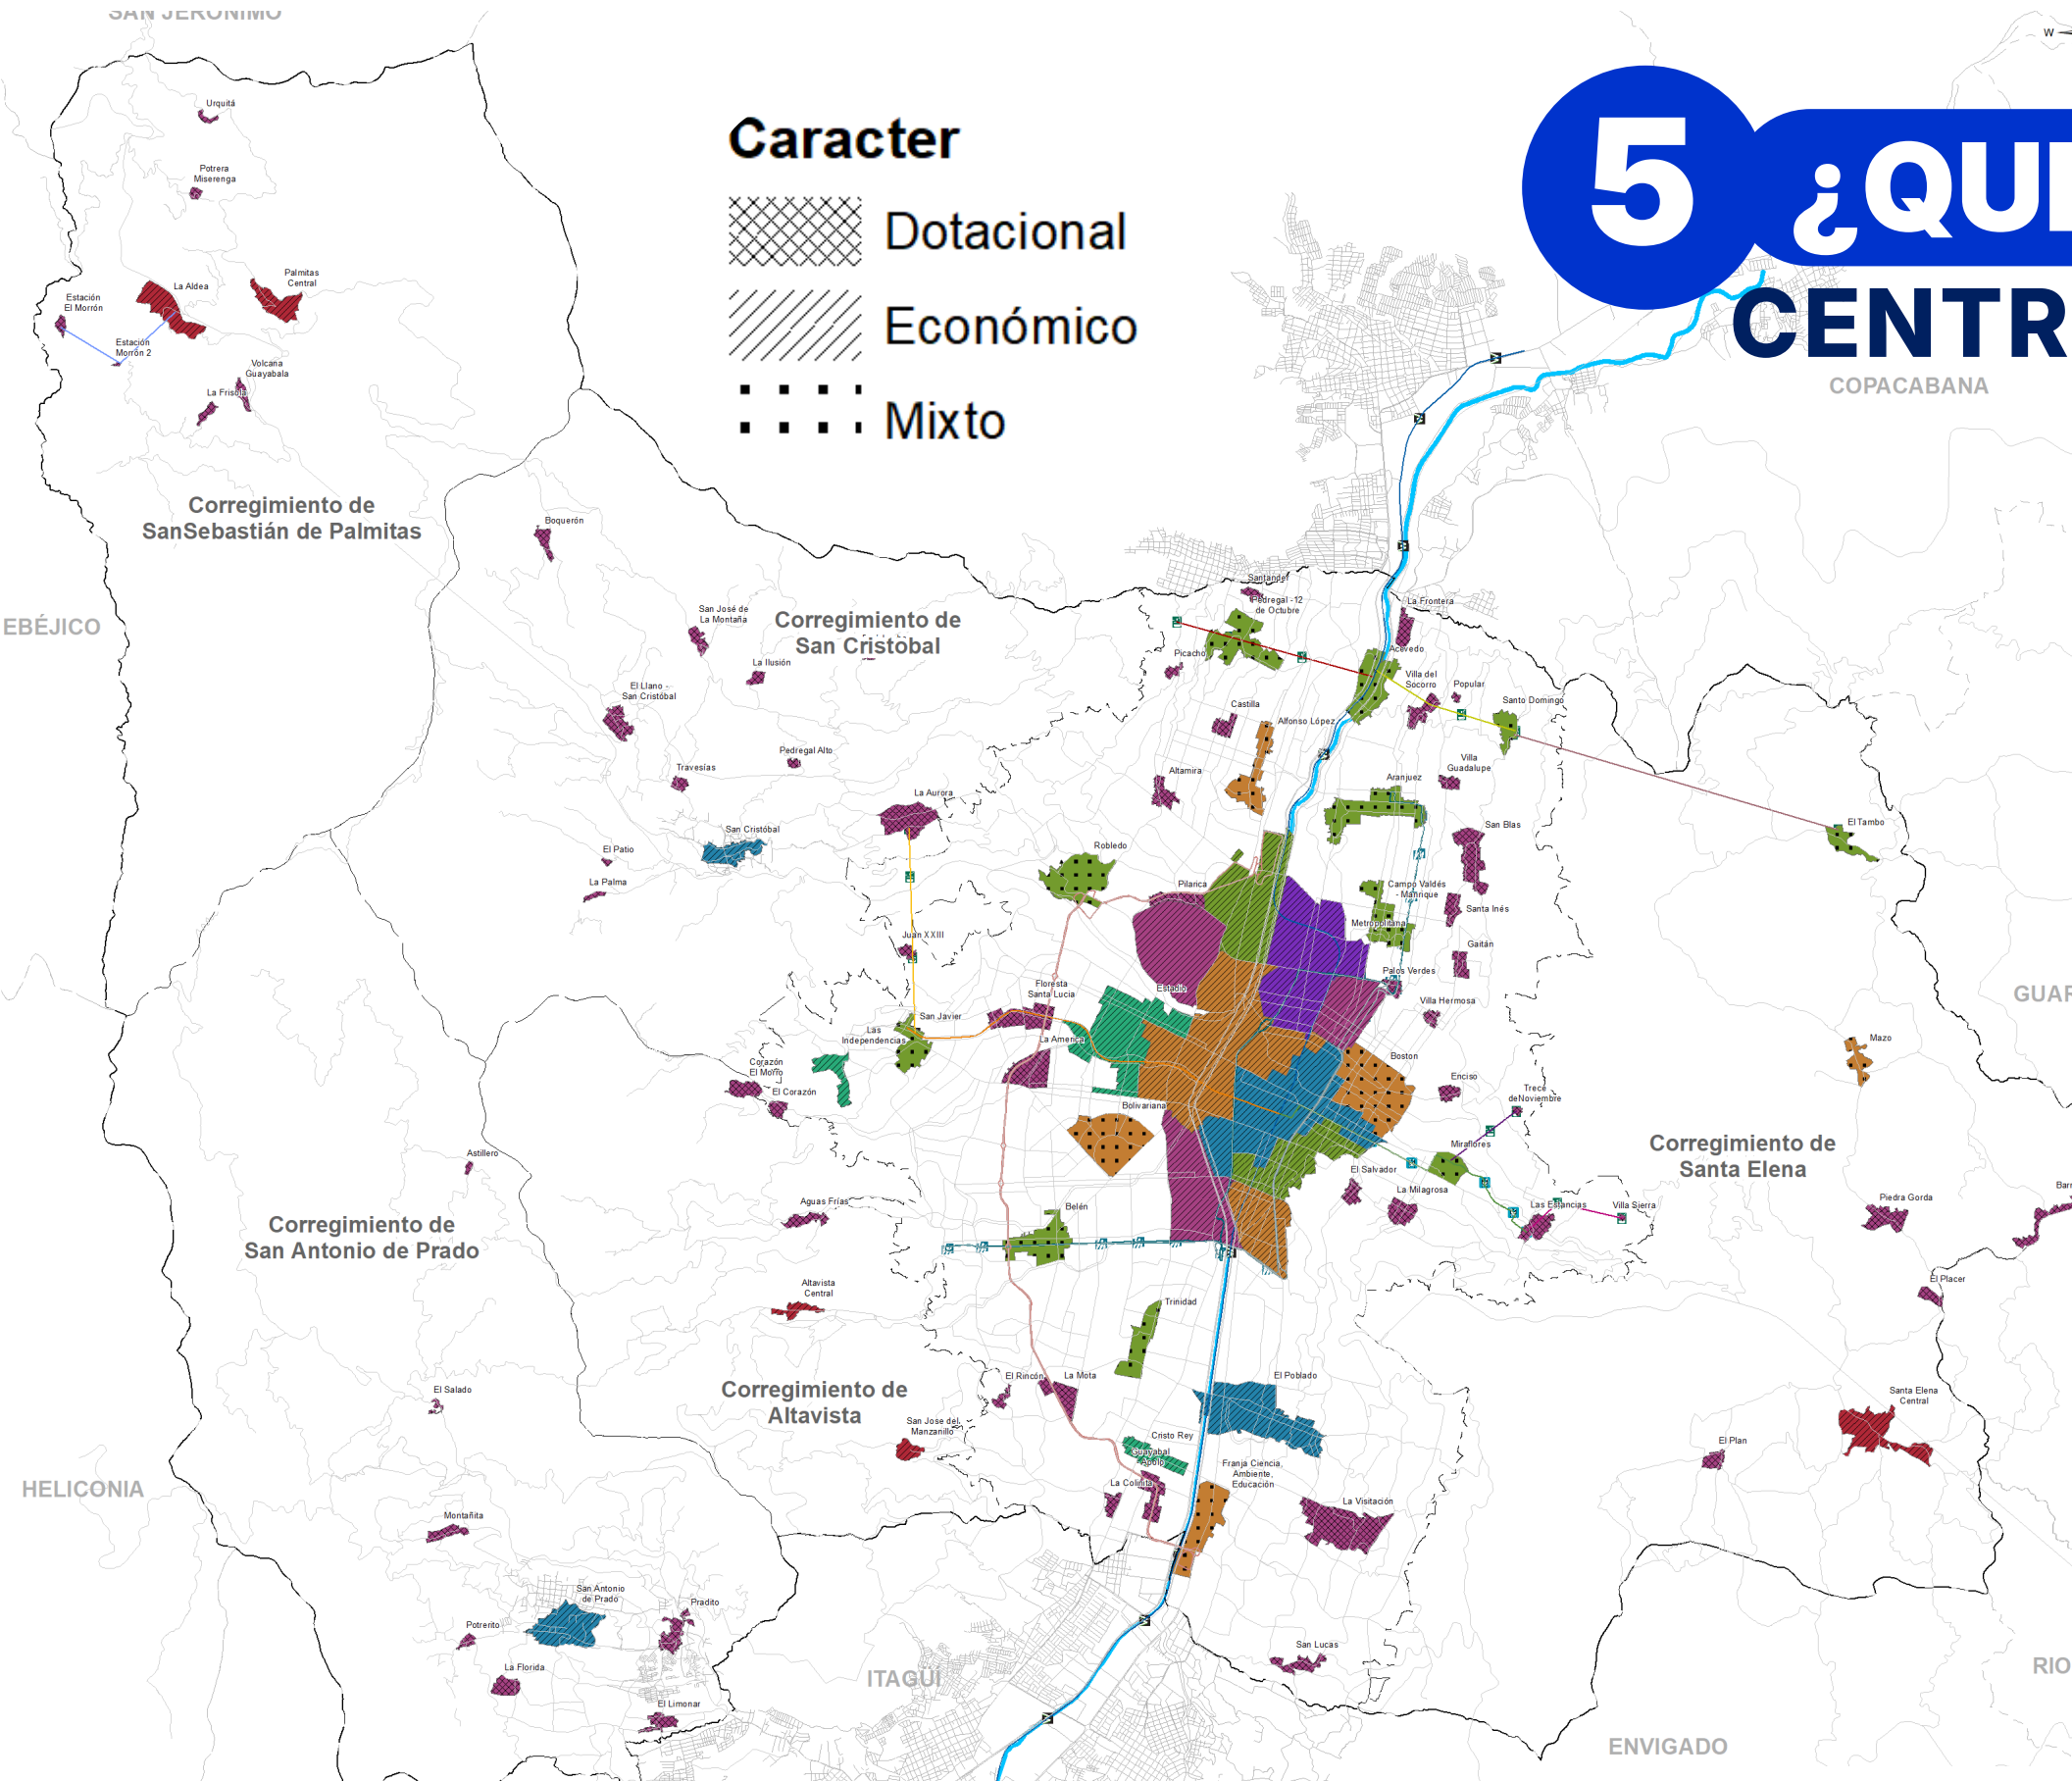 SAN JERÓNIMO
W
5
¿QUE
CENTR
Caracter
Dotacional
Económico
Mixto
COPACABANA
Urquitá
Potrera
Miserenga
La Aldea
Palmitas
Central
Estación
El Morrón
Estación
Morrón 2
Volcana
Guayabala
La Frisola
Corregimiento de
SanSebastián de Palmitas
EBÉJICO
Boquerón
San José de
La Montaña
Corregimiento de
San Cristóbal
La Ilusión
El Llano -
San Cristóbal
Pedregal Alto
Travesías
La Aurora
San Cristóbal
El Patio
La Palma
Santander
Pedregal -12
de Octubre
La Frontera
Picacho
Acevedo
Villa del
Socorro
Popular
Santo Domingo
Castilla
Alfonso López
Altamira
Villa
Guadalupe
Aranjuez
San Blas
El Tambo
Robledo
Pilarica
Campo Valdés
- Manrique
Santa Inés
Metropolitana
Juan XXIII
Gaitán
Palos Verdes
Floresta
Santa Lucia
Estadio
Villa Hermosa
GUAR
San Javier
Las
Independencias
La America
Boston
Mazo
Corazón
El Morro
El Corazón
Enciso
Trece
deNoviembre
Bolivariana
Miraflores
Corregimiento de
Santa Elena
Astillero
El Salvador
La Milagrosa
Piedra Gorda
Barr
Aguas Frías
Belén
Las Estancias
Villa Sierra
Corregimiento de
San Antonio de Prado
Altavista
Central
El Placer
Trinidad
El Salado
Corregimiento de
Altavista
El Rincón
La Mota
El Poblado
Santa Elena
Central
San Jose del
Manzanillo
Cristo Rey
Guayabal
- Apolo
El Plan
HELICONIA
La Colinita
Franja Ciencia,
Ambiente,
Educación
La Visitación
Montañita
San Antonio
de Prado
Pradito
Potrerito
La Florida
San Lucas
ITAGÜÍ
RIO
El Limonar
ENVIGADO